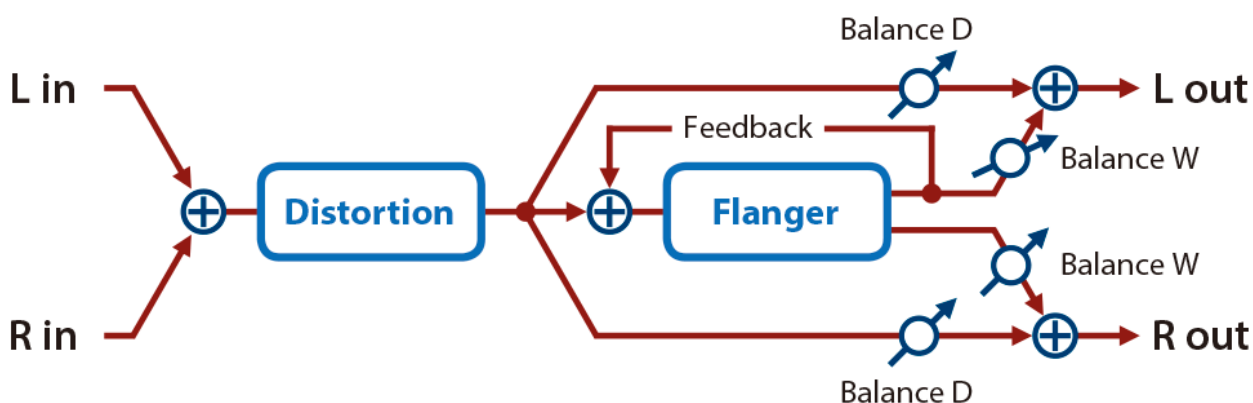 Balance D
L in
L out
Feedback
Balance W
Distortion
Flanger
Balance W
R in
R out
Balance D